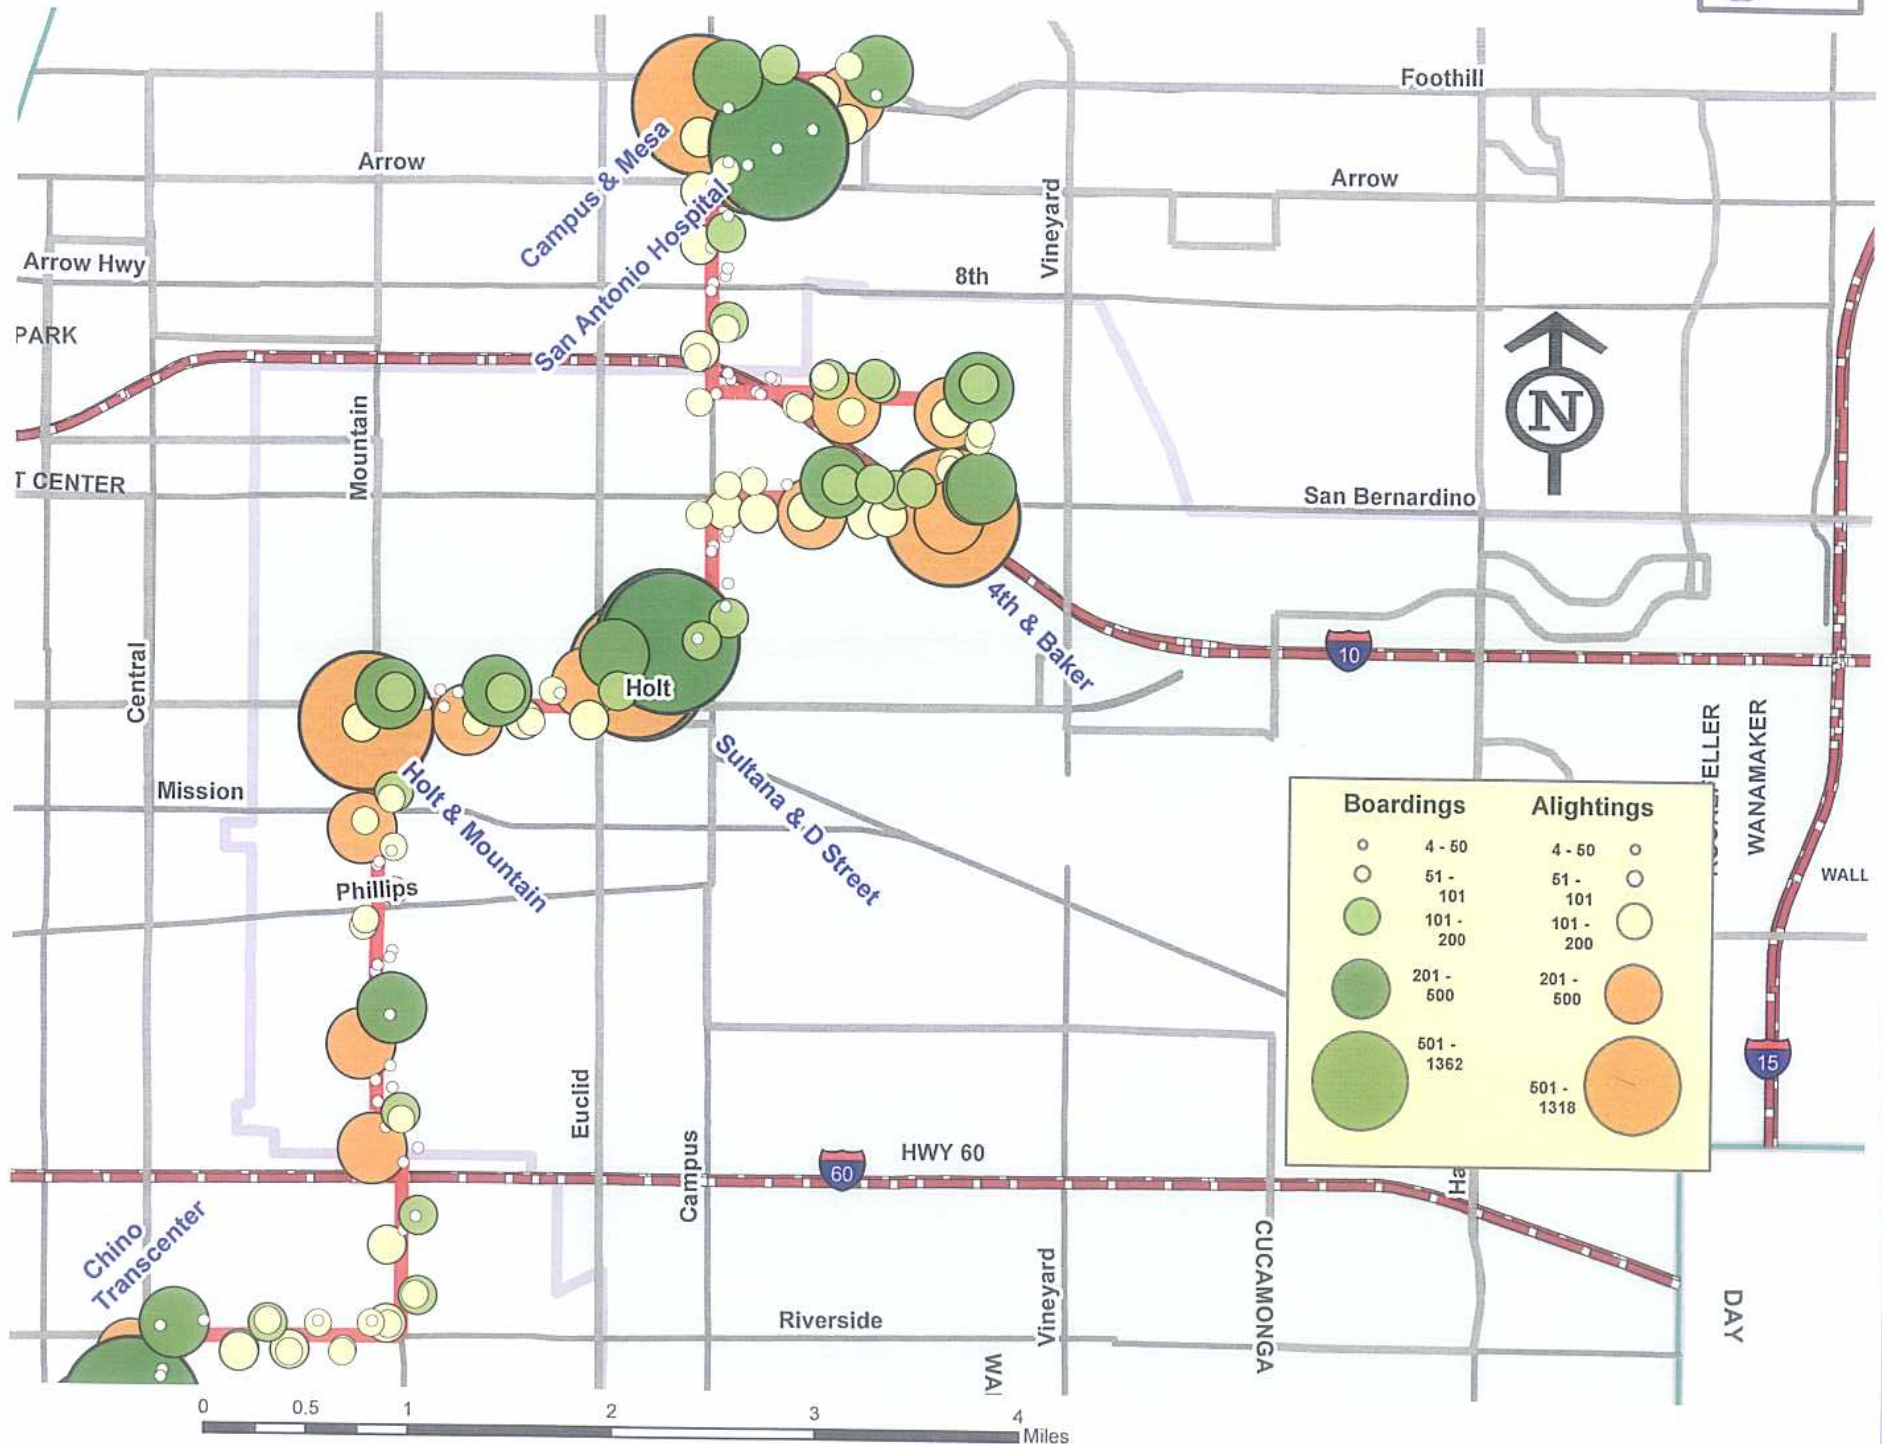 Foothill
Arrow
Arrow
Campus & Mesa
San Antonio Hospital
Vineyard
Arrow Hwy
8th
PARK
Mountain
N
T CENTER
San Bernardino
4th & Baker
10
Central
Holt
Sultana & D Street
Holt & Mountain
Mission
Phillips
ELLER
WANAMAKER
WALL
Boardings
Alightings
4 - 50
4 - 50
51 -
101
51 -
101
101 -
200
101 -
200
201 -
500
201 -
500
501 -
1362
501 -
1318
15
Euclid
Campus
HWY 60
60
Chino
Transcenter
Riverside
Vineyard
WA
CUCAMONGA
DAY
0
0.5
1
2
3
4
Miles